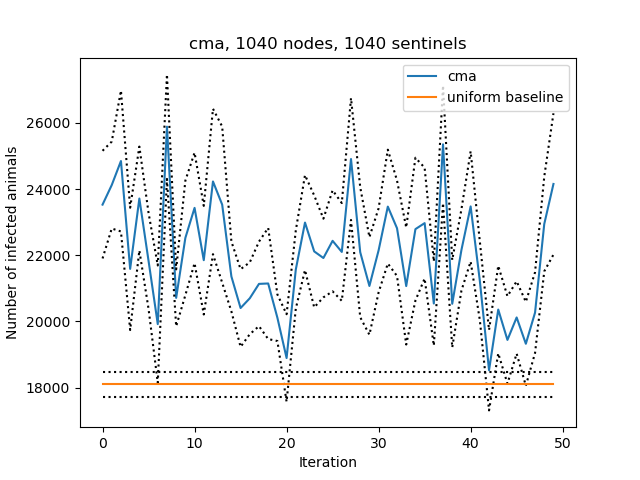 cma, 1040 nodes, 1040 sentinels
cma
uniform baseline
Number of infected animals
26000
24000
22000
20000
18000
0 10 20 30 40 50
Iteration